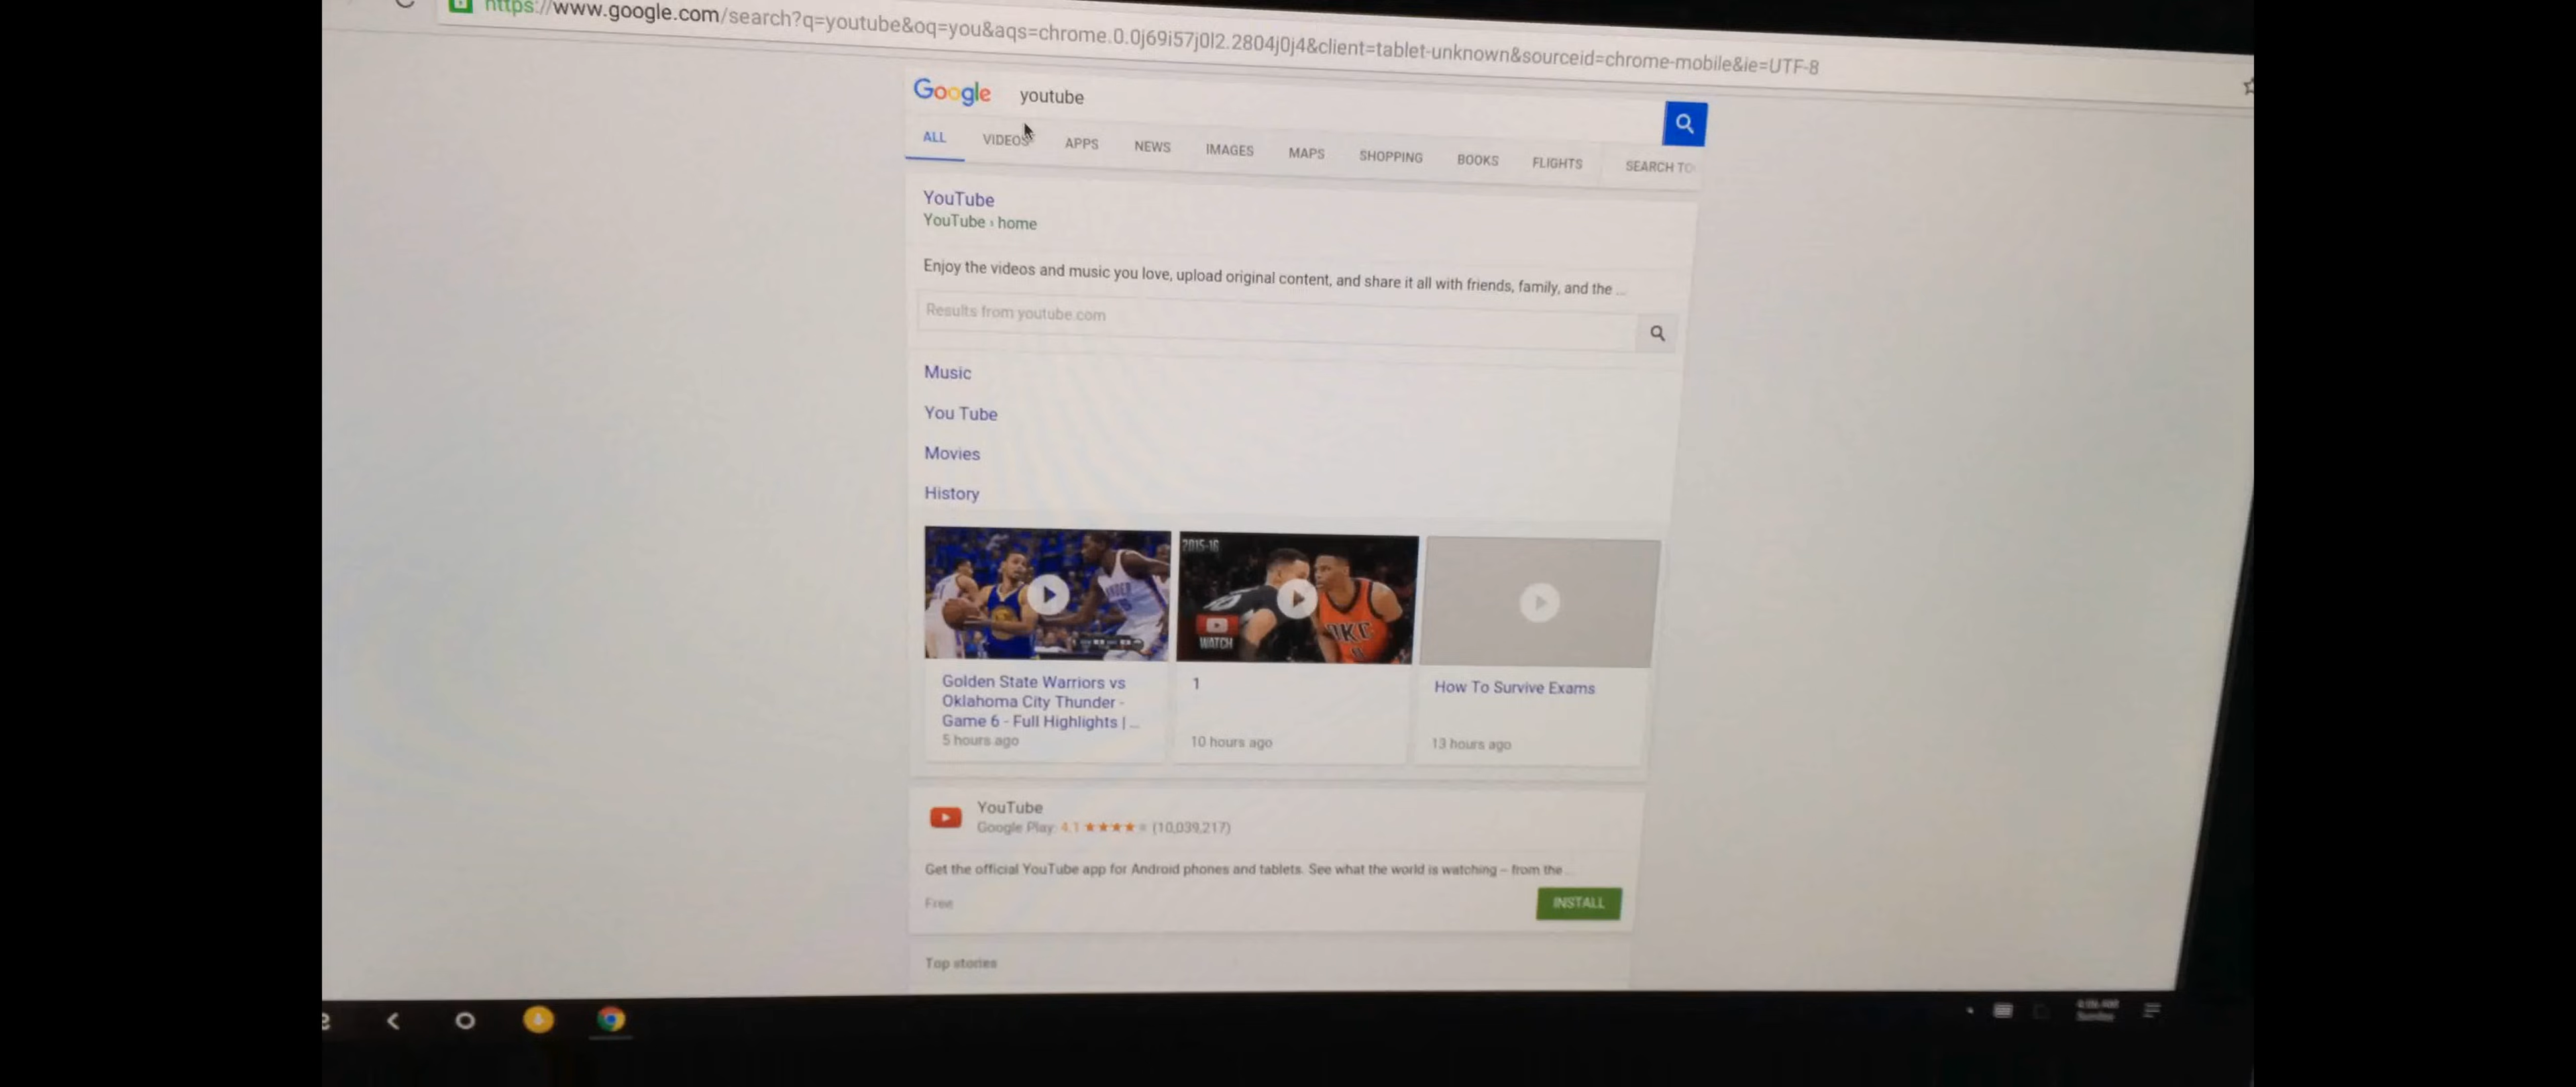 https://www.google.com/search?q=youtube&oq=you&aqs=chrome.0.0j69i57j0l2.2804j0j4&client=tablet-unknown&sourceid=chrome-mobile&ie=UTF-8
Google youtube
ALL VIDEOS APPS NEWS IMAGES MAPS SHOPPING BOOKS FLIGHTS SEARCH TO
YouTube
YouTube › home
Enjoy the videos and music you love, upload original content, and share it all with friends, family, and the ...
Results from youtube.com
Music
You Tube
Movies
History
2015-16
OKC
WATCH
Golden State Warriors vs
Oklahoma City Thunder -
Game 6 - Full Highlights | ...
5 hours ago
1
10 hours ago
How To Survive Exams
13 hours ago
YouTube
Google Play 4.1 ★★★★★ (10,039,217)
Get the official YouTube app for Android phones and tablets. See what the world is watching -- from the ...
Free
INSTALL
Top stories
Sunday